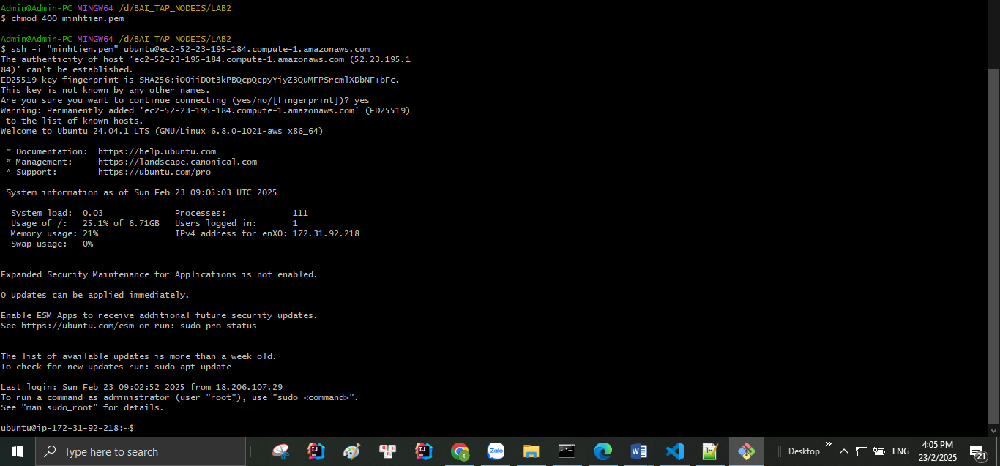 Admin@Admin-PC MINGW64 /d/BAI_TAP_NODEJS/LAB2
$ chmod 400 minhtien.pem
Admin@Admin-PC MINGW64 /d/BAI_TAP_NODEJS/LAB2
$ ssh -i "minhtien.pem" ubuntu@ec2-52-23-195-184.compute-1.amazonaws.com
The authenticity of host 'ec2-52-23-195-184.compute-1.amazonaws.com (52.23.195.1
84)' can't be established.
ED25519 key fingerprint is SHA256:iOOiiDOt3kPBQcpQepyYiyZ3QuMFPSrcmlXDbNF+bFc.
This key is not known by any other names.
Are you sure you want to continue connecting (yes/no/[fingerprint])? yes
Warning: Permanently added 'ec2-52-23-195-184.compute-1.amazonaws.com' (ED25519)
 to the list of known hosts.
Welcome to Ubuntu 24.04.1 LTS (GNU/Linux 6.8.0-1021-aws x86_64)
* Documentation:  https://help.ubuntu.com
* Management:     https://landscape.canonical.com
* Support:        https://ubuntu.com/pro
System information as of Sun Feb 23 09:05:03 UTC 2025
System load:  0.03              Processes:             111
Usage of /:   25.1% of 6.71GB   Users logged in:       1
Memory usage: 21%               IPv4 address for enX0: 172.31.92.218
Swap usage:   0%
Expanded Security Maintenance for Applications is not enabled.
0 updates can be applied immediately.
Enable ESM Apps to receive additional future security updates.
See https://ubuntu.com/esm or run: sudo pro status
The list of available updates is more than a week old.
To check for new updates run: sudo apt update
Last login: Sun Feb 23 09:02:52 2025 from 18.206.107.29
To run a command as administrator (user "root"), use "sudo <command>".
See "man sudo_root" for details.
ubuntu@ip-172-31-92-218:~$
Type here to search
Zalo
Desktop
ENG
4:05 PM
23/2/2025
21